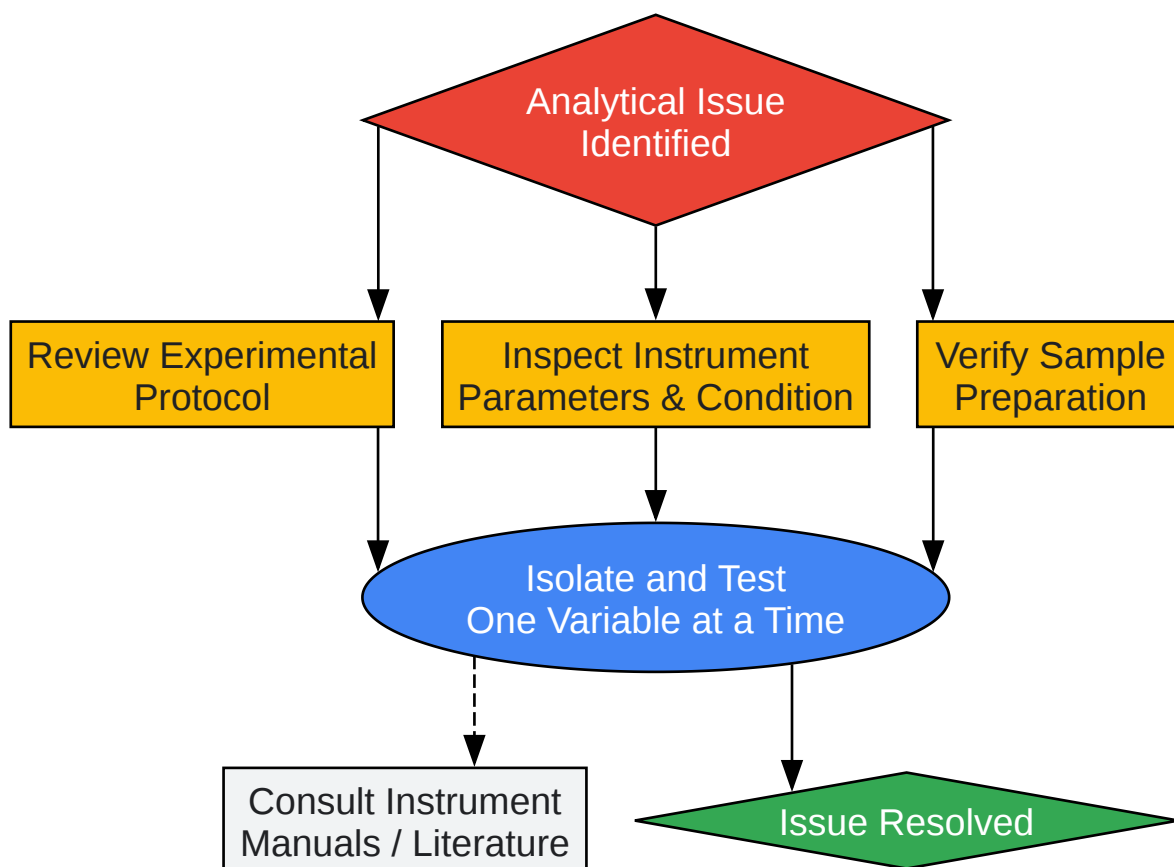 Analytical Issue
Identified
Review Experimental
Protocol
Inspect Instrument
Parameters & Condition
Verify Sample
Preparation
Isolate and Test
One Variable at a Time
Consult Instrument
Manuals / Literature
Issue Resolved